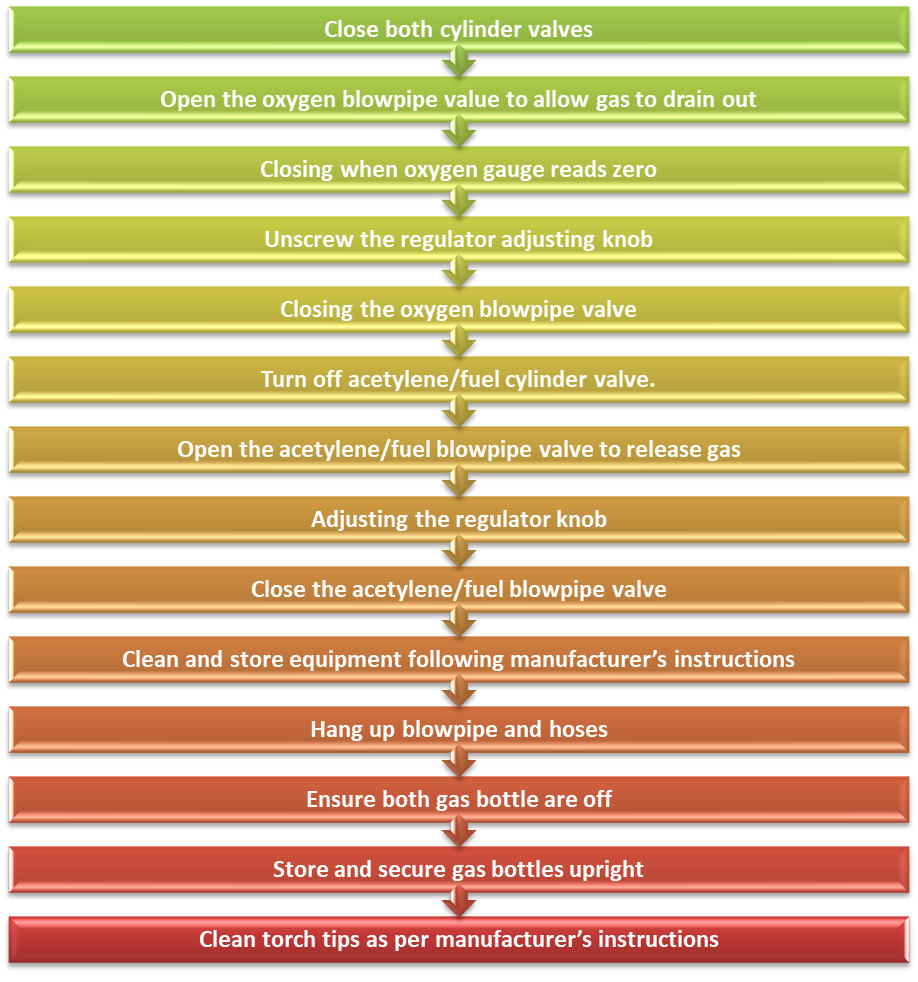 Close both cylinder valves
Open the oxygen blowpipe value to allow gas to drain out
Closing when oxygen gauge reads zero
Unscrew the regulator adjusting knob
Closing the oxygen blowpipe valve
Turn off acetylene/fuel cylinder valve.
Open the acetylene/fuel blowpipe valve to release gas
Adjusting the regulator knob
Close the acetylene/fuel blowpipe valve
Clean and store equipment following manufacturer’s instructions
Hang up blowpipe and hoses
Ensure both gas bottle are off
Store and secure gas bottles upright
Clean torch tips as per manufacturer’s instructions